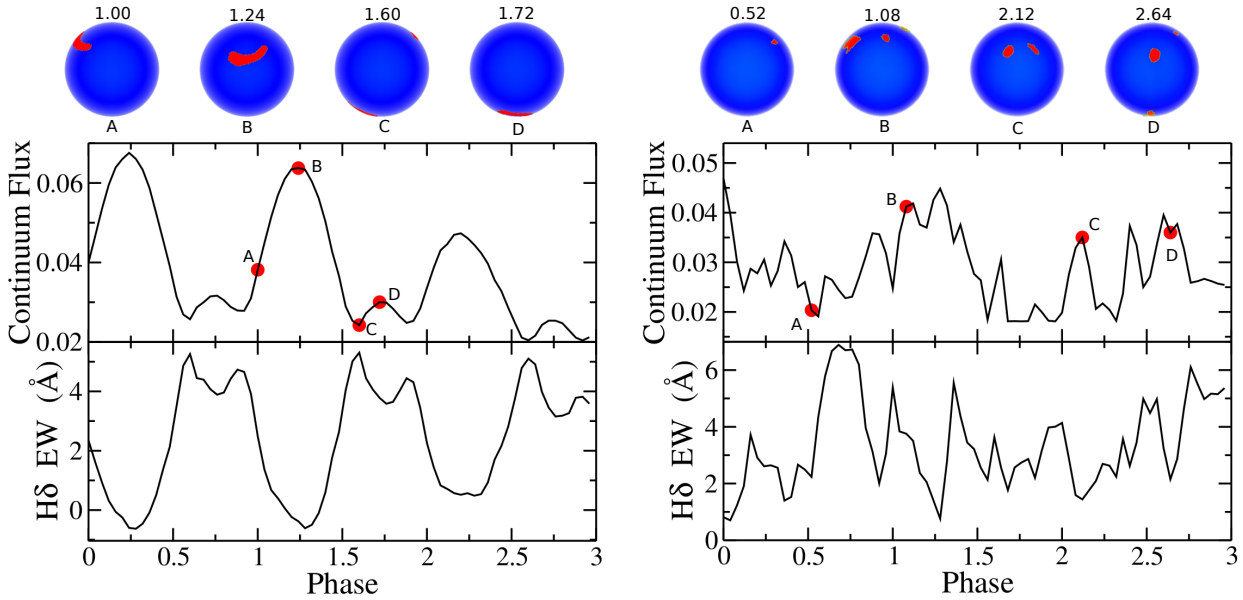 1.00 1.24 1.60 1.72
A B C D
Continuum Flux
0.06
0.04
0.02
A B C D
Hδ EW (Å)
4
2
0
0 0.5 1 1.5 2 2.5 3
Phase
0.52 1.08 2.12 2.64
A B C D
Continuum Flux
0.05
0.04
0.03
0.02
A B C D
Hδ EW (Å)
6
4
2
0
0 0.5 1 1.5 2 2.5 3
Phase